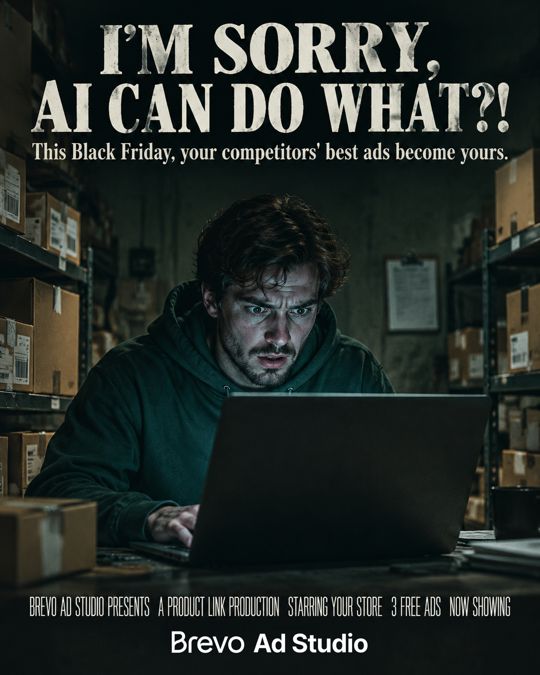 I'M SORRY,
AI CAN DO WHAT?!
This Black Friday, your competitors' best ads become yours.
BREVO AD STUDIO PRESENTS A PRODUCT LINK PRODUCTION STARRING YOUR STORE 3 FREE ADS NOW SHOWING
Brevo Ad Studio